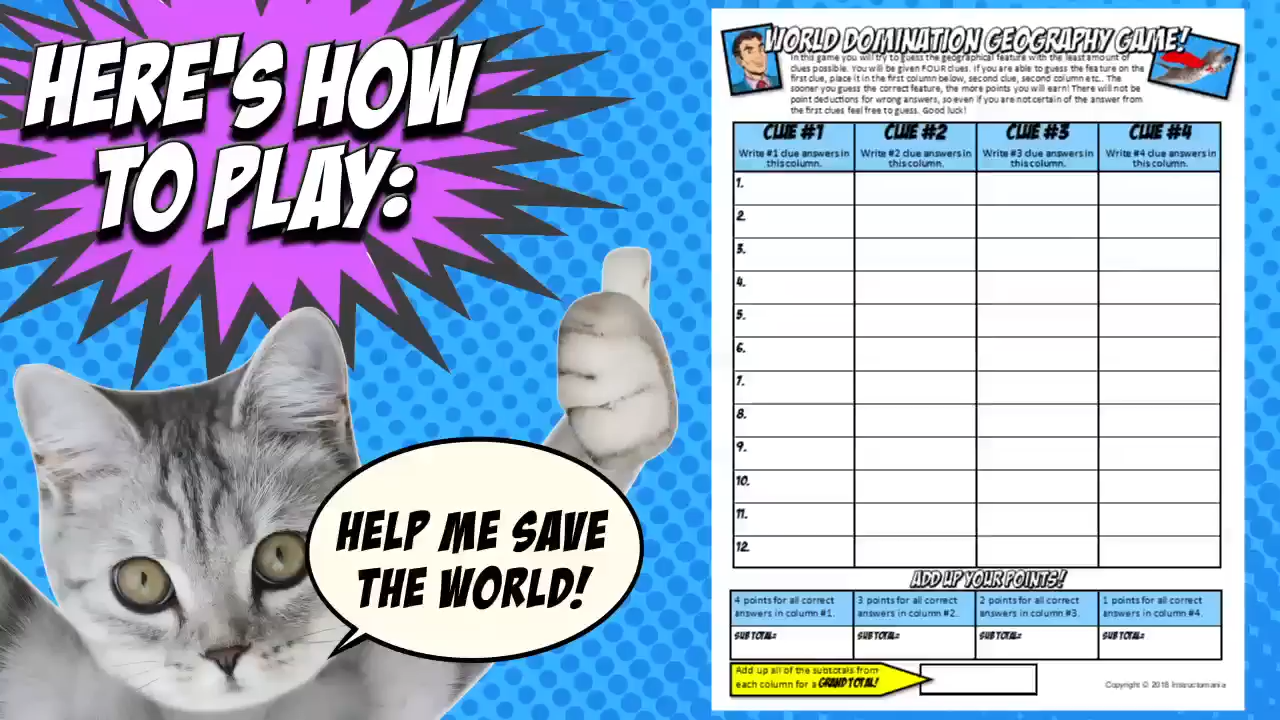 HERE'S HOW
TO PLAY:
HELP ME SAVE
THE WORLD!
WORLD DOMINATION GEOGRAPHY GAME!
In this game you will try to guess the geographical feature with the least amount of
clues possible. You will be given FOUR clues. If you are able to guess the feature on the
first clue, place it in the first column below, second clue, second column etc.. The
sooner you guess the correct feature, the more points you will earn! There will not be
point deductions for wrong answers, so even if you are not certain of the answer from
the first clues feel free to guess. Good luck!
CLUE #1 CLUE #2 CLUE #3 CLUE #4
Write #1 clue answers in this column. Write #2 clue answers in this column. Write #3 clue answers in this column. Write #4 clue answers in this column.
1.
2.
3.
4.
5.
6.
7.
8.
9.
10.
11.
12.
ADD UP YOUR POINTS!
4 points for all correct answers in column #1. 3 points for all correct answers in column #2. 2 points for all correct answers in column #3. 1 points for all correct answers in column #4.
SUB TOTAL= SUB TOTAL= SUB TOTAL= SUB TOTAL=
Add up all of the subtotals from
each column for a GRAND TOTAL!
Copyright © 2018 Instructomania